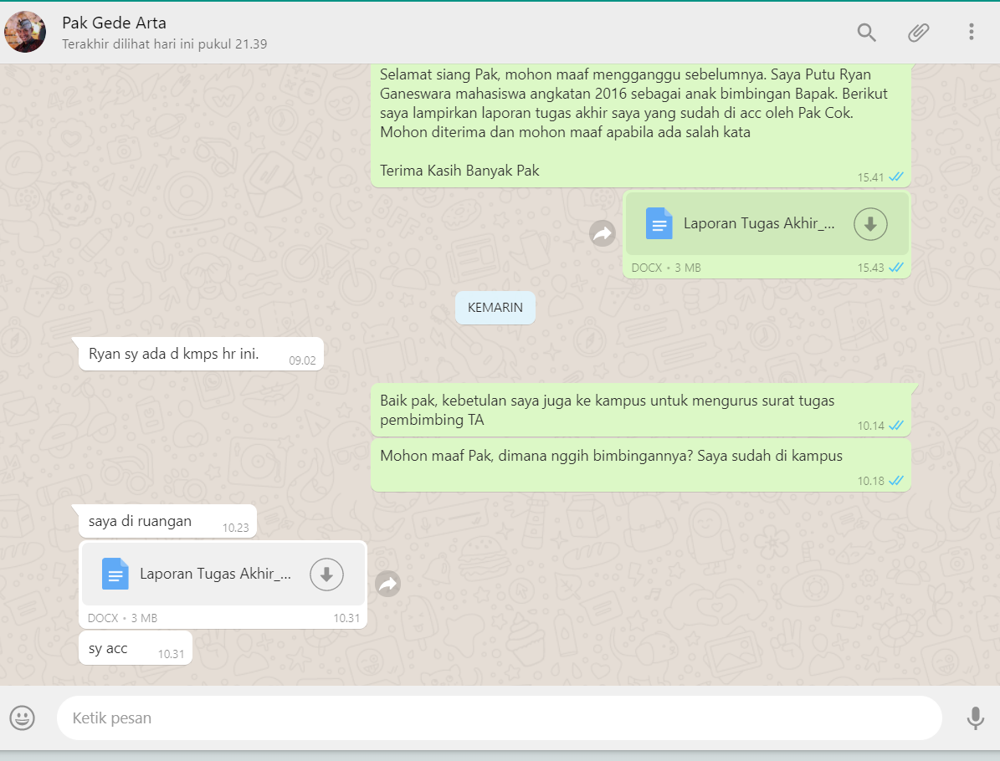 Pak Gede Arta
Terakhir dilihat hari ini pukul 21.39
Selamat siang Pak, mohon maaf mengganggu sebelumnya. Saya Putu Ryan
Ganeswara mahasiswa angkatan 2016 sebagai anak bimbingan Bapak. Berikut
saya lampirkan laporan tugas akhir saya yang sudah di acc oleh Pak Cok.
Mohon diterima dan mohon maaf apabila ada salah kata
Terima Kasih Banyak Pak
15.41
Laporan Tugas Akhir_...
DOCX • 3 MB
15.43
KEMARIN
Ryan sy ada d kmps hr ini.
09.02
Baik pak, kebetulan saya juga ke kampus untuk mengurus surat tugas
pembimbing TA
10.14
Mohon maaf Pak, dimana nggih bimbingannya? Saya sudah di kampus
10.18
saya di ruangan
10.23
Laporan Tugas Akhir_...
DOCX • 3 MB
10.31
sy acc
10.31
Ketik pesan